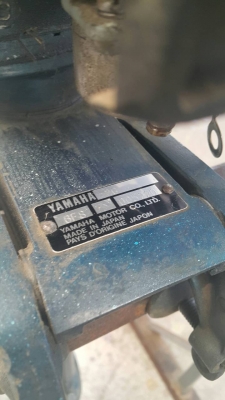 YAMAHA
YAMAHA MOTOR CO., LTD.
MADE IN JAPAN
PAYS D'ORIGINE JAPON